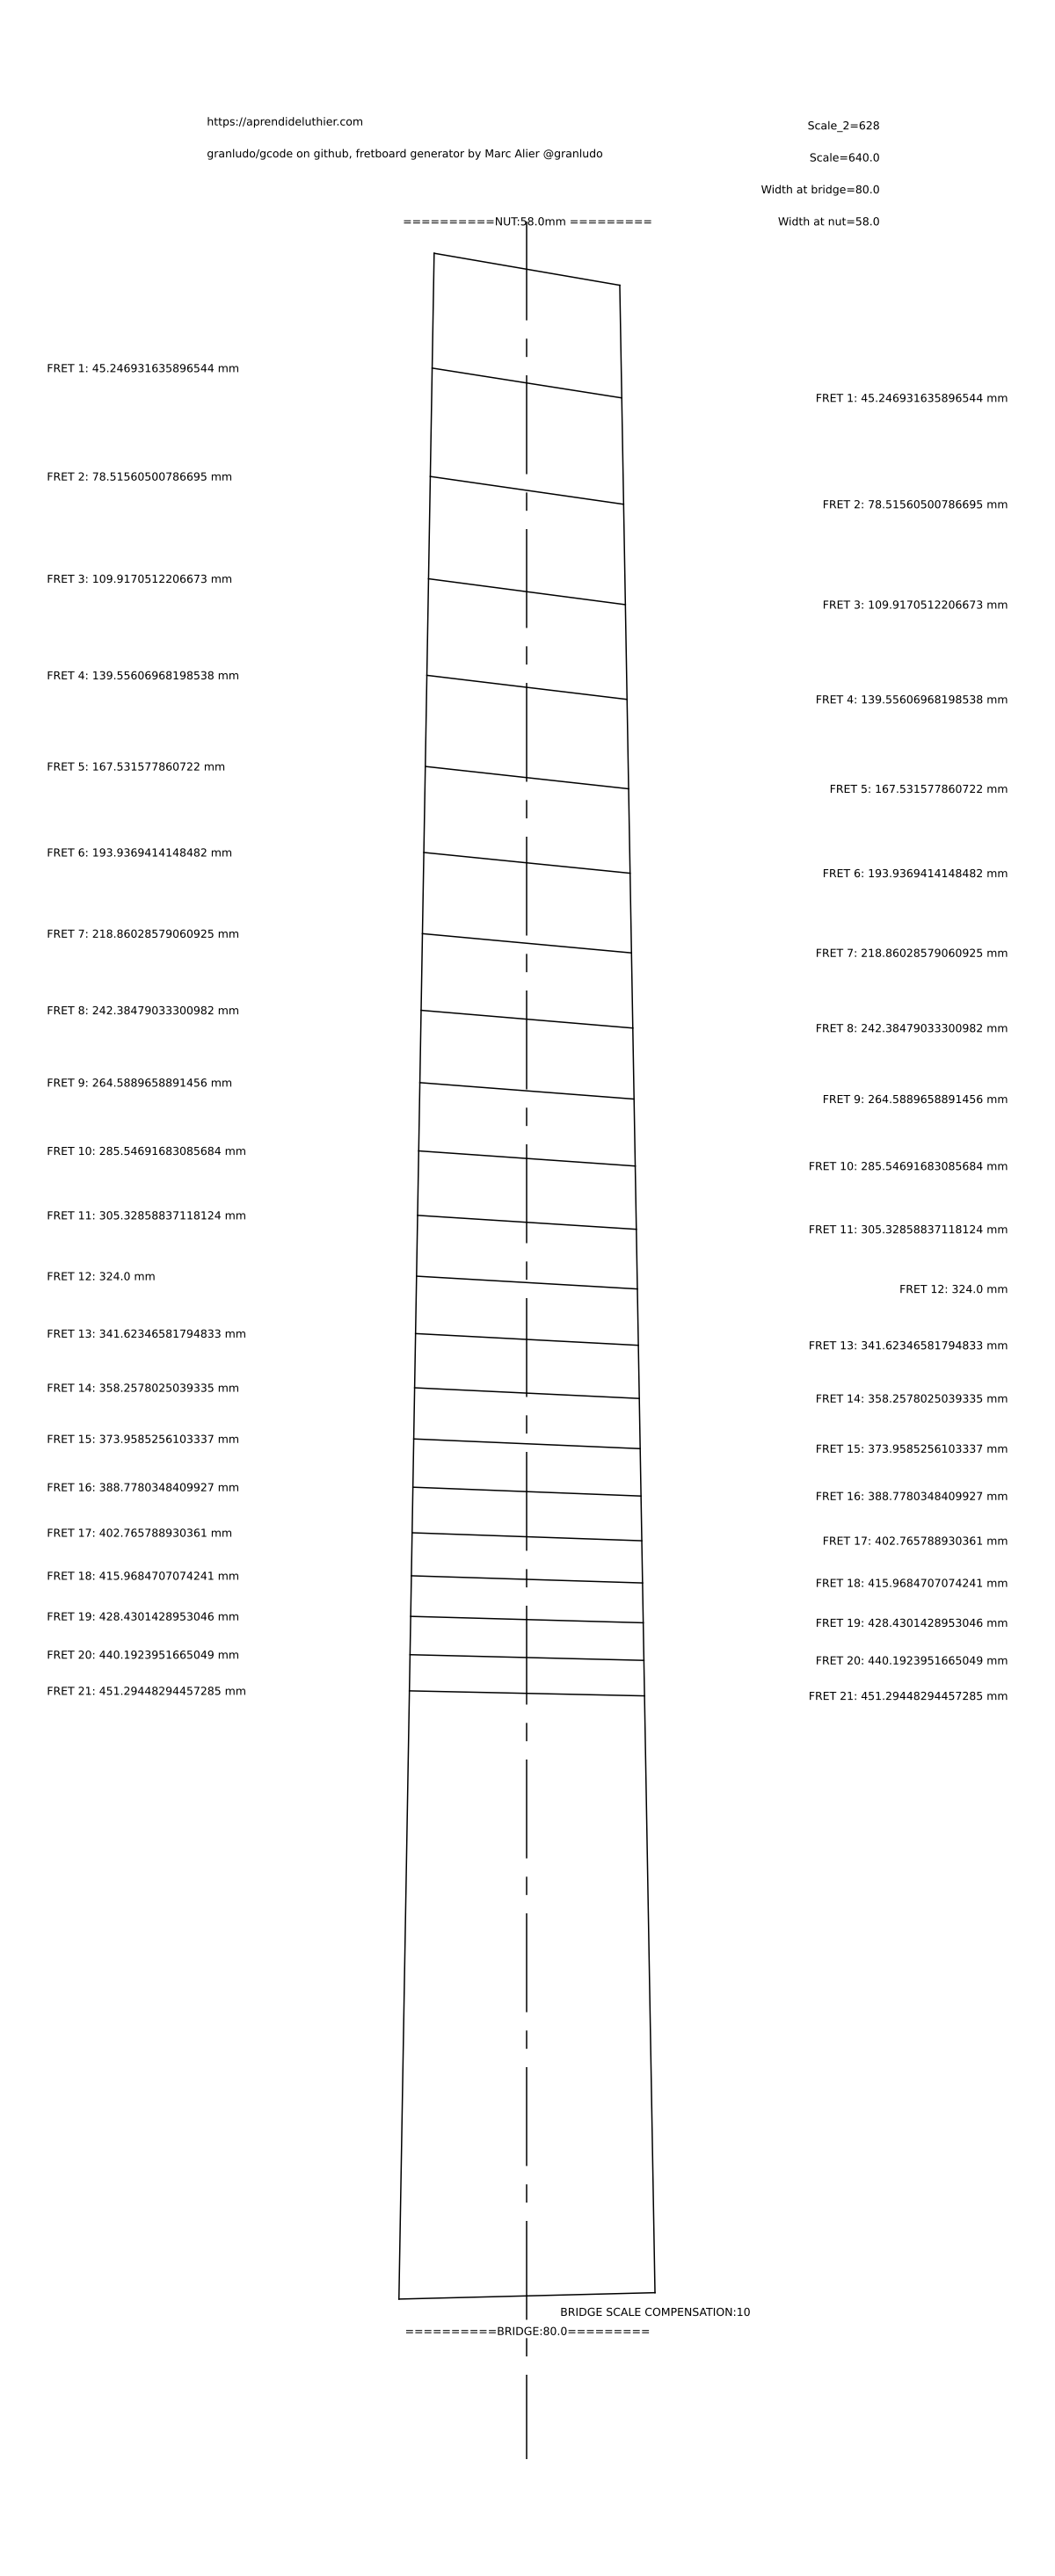 https://aprendideluthier.com
Scale_2=628
granludo/gcode on github, fretboard generator by Marc Alier @granludo
Scale=640.0
Width at bridge=80.0
==========NUT:58.0mm =========
Width at nut=58.0
FRET 1: 45.246931635896544 mm
FRET 1: 45.246931635896544 mm
FRET 2: 78.51560500786695 mm
FRET 2: 78.51560500786695 mm
FRET 3: 109.9170512206673 mm
FRET 3: 109.9170512206673 mm
FRET 4: 139.55606968198538 mm
FRET 4: 139.55606968198538 mm
FRET 5: 167.531577860722 mm
FRET 5: 167.531577860722 mm
FRET 6: 193.9369414148482 mm
FRET 6: 193.9369414148482 mm
FRET 7: 218.86028579060925 mm
FRET 7: 218.86028579060925 mm
FRET 8: 242.38479033300982 mm
FRET 8: 242.38479033300982 mm
FRET 9: 264.5889658891456 mm
FRET 9: 264.5889658891456 mm
FRET 10: 285.54691683085684 mm
FRET 10: 285.54691683085684 mm
FRET 11: 305.32858837118124 mm
FRET 11: 305.32858837118124 mm
FRET 12: 324.0 mm
FRET 12: 324.0 mm
FRET 13: 341.62346581794833 mm
FRET 13: 341.62346581794833 mm
FRET 14: 358.2578025039335 mm
FRET 14: 358.2578025039335 mm
FRET 15: 373.9585256103337 mm
FRET 15: 373.9585256103337 mm
FRET 16: 388.7780348409927 mm
FRET 16: 388.7780348409927 mm
FRET 17: 402.765788930361 mm
FRET 17: 402.765788930361 mm
FRET 18: 415.9684707074241 mm
FRET 18: 415.9684707074241 mm
FRET 19: 428.4301428953046 mm
FRET 19: 428.4301428953046 mm
FRET 20: 440.1923951665049 mm
FRET 20: 440.1923951665049 mm
FRET 21: 451.29448294457285 mm
FRET 21: 451.29448294457285 mm
BRIDGE SCALE COMPENSATION:10
==========BRIDGE:80.0=========